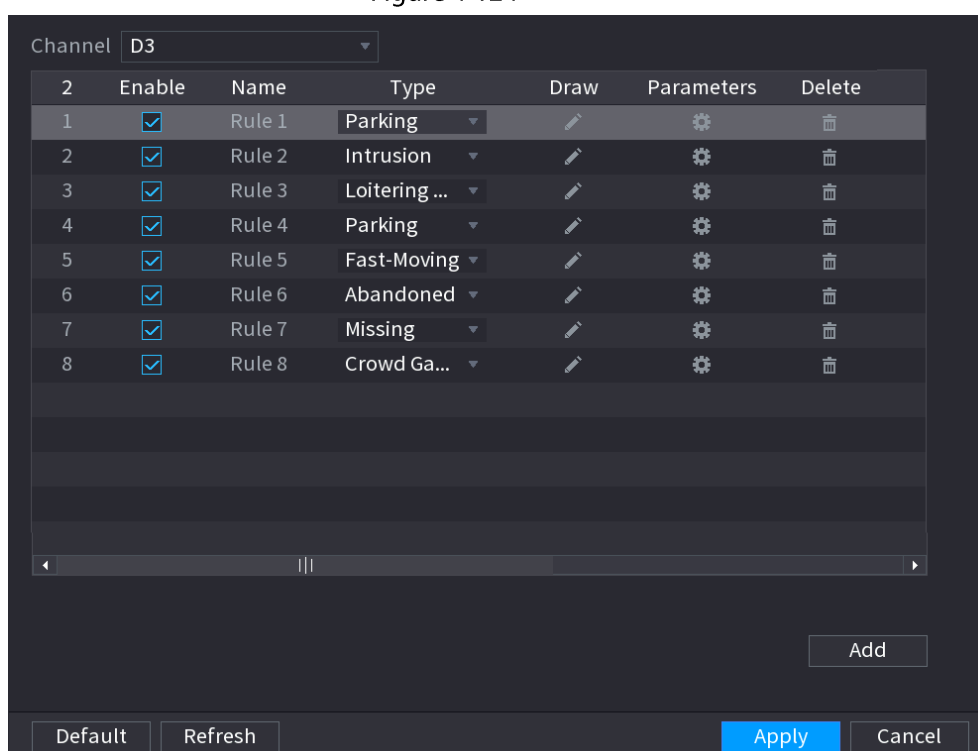 Channel D3
2 Enable Name Type Draw Parameters Delete
1 Rule 1 Parking
2 Rule 2 Intrusion
3 Rule 3 Loitering ...
4 Rule 4 Parking
5 Rule 5 Fast-Moving
6 Rule 6 Abandoned
7 Rule 7 Missing
8 Rule 8 Crowd Ga...
Add
Default Refresh Apply Cancel